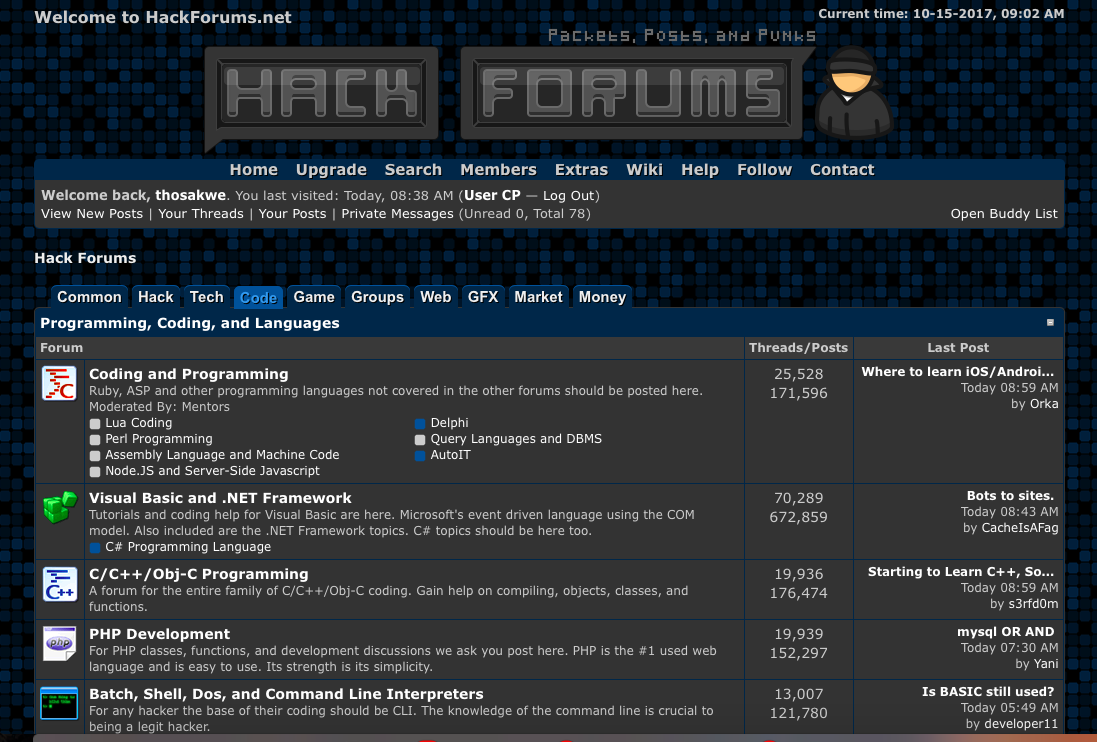 Welcome to HackForums.net
Current time: 10-15-2017, 09:02 AM
Packets, Posts, and Punks
HACK FORUMS
Home Upgrade Search Members Extras Wiki Help Follow Contact
Welcome back, thosakwe. You last visited: Today, 08:38 AM (User CP — Log Out)
View New Posts | Your Threads | Your Posts | Private Messages (Unread 0, Total 78)
Open Buddy List
Hack Forums
Common Hack Tech Code Game Groups Web GFX Market Money
Programming, Coding, and Languages
Forum Threads/Posts Last Post
Coding and Programming
Ruby, ASP and other programming languages not covered in the other forums should be posted here.
Moderated By: Mentors
Lua Coding
Delphi
Perl Programming
Query Languages and DBMS
Assembly Language and Machine Code
AutoIT
Node.JS and Server-Side Javascript
25,528
171,596
Where to learn iOS/Androi...
Today 08:59 AM
by Orka
Visual Basic and .NET Framework
Tutorials and coding help for Visual Basic are here. Microsoft's event driven language using the COM
model. Also included are the .NET Framework topics. C# topics should be here too.
C# Programming Language
70,289
672,859
Bots to sites.
Today 08:43 AM
by CacheIsAFag
C/C++/Obj-C Programming
A forum for the entire family of C/C++/Obj-C coding. Gain help on compiling, objects, classes, and
functions.
19,936
176,474
Starting to Learn C++, So...
Today 08:59 AM
by s3rfd0m
PHP Development
For PHP classes, functions, and development discussions we ask you post here. PHP is the #1 used web
language and is easy to use. Its strength is its simplicity.
19,939
152,297
mysql OR AND
Today 07:30 AM
by Yani
Batch, Shell, Dos, and Command Line Interpreters
For any hacker the base of their coding should be CLI. The knowledge of the command line is crucial to
being a legit hacker.
13,007
121,780
Is BASIC still used?
Today 05:49 AM
by developer11
C
C++
php